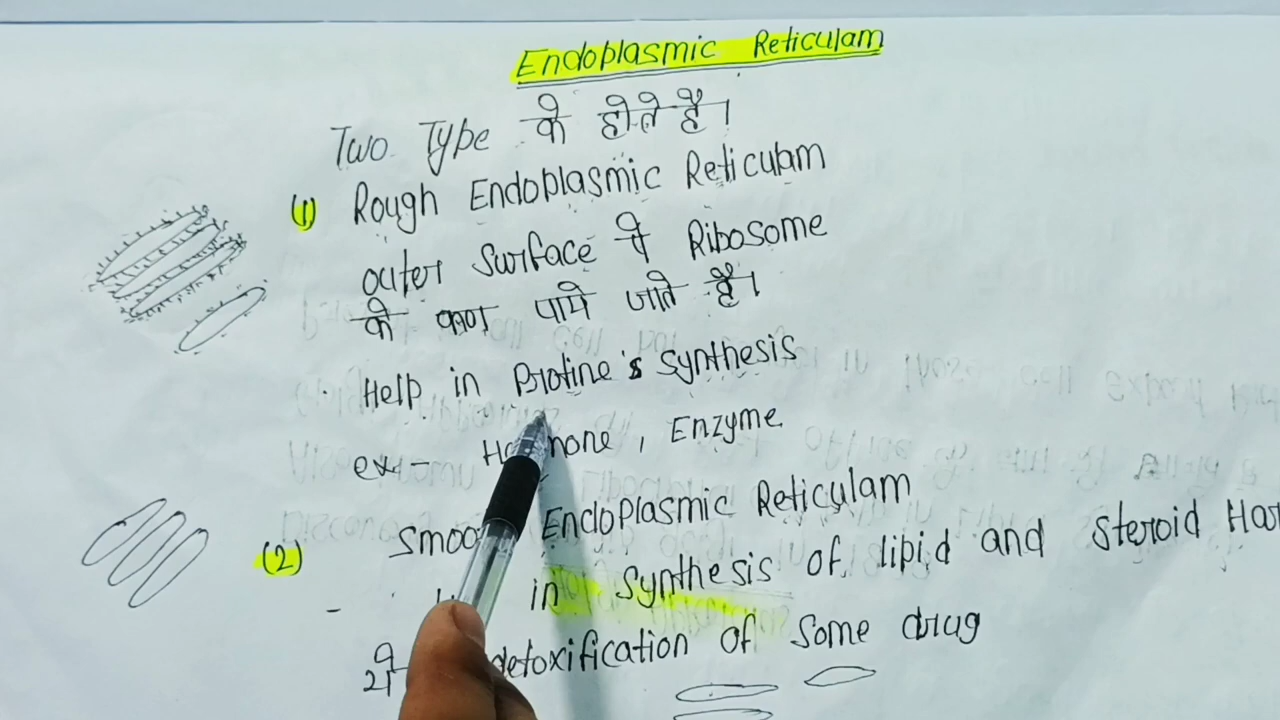 Endoplasmic Reticulam
Two Type के होते है।
(1) Rough Endoplasmic Reticulam
outer Surface पे Ribosome
के कण पाये जाते है।
Help in Protine's Synthesis
ex:- Enzyme
(2) Endoplasmic Reticulam
- in Synthesis of lipid and Steroid
detoxification of Some drug